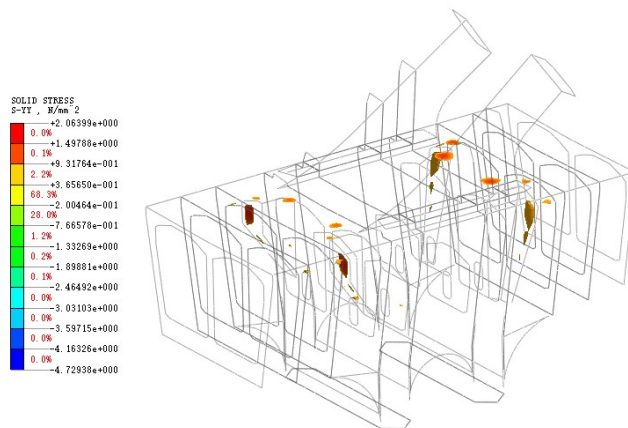 SOLID STRESS
S-YY , N/mm^2
+2.06399e+000
0.0%
+1.49788e+000
0.1%
+9.31764e-001
2.2%
+3.65650e-001
68.3%
-2.00464e-001
28.0%
-7.66578e-001
1.2%
-1.33269e+000
0.2%
-1.89881e+000
0.1%
-2.46492e+000
0.0%
-3.03103e+000
0.0%
-3.59715e+000
0.0%
-4.16326e+000
0.0%
-4.72938e+000